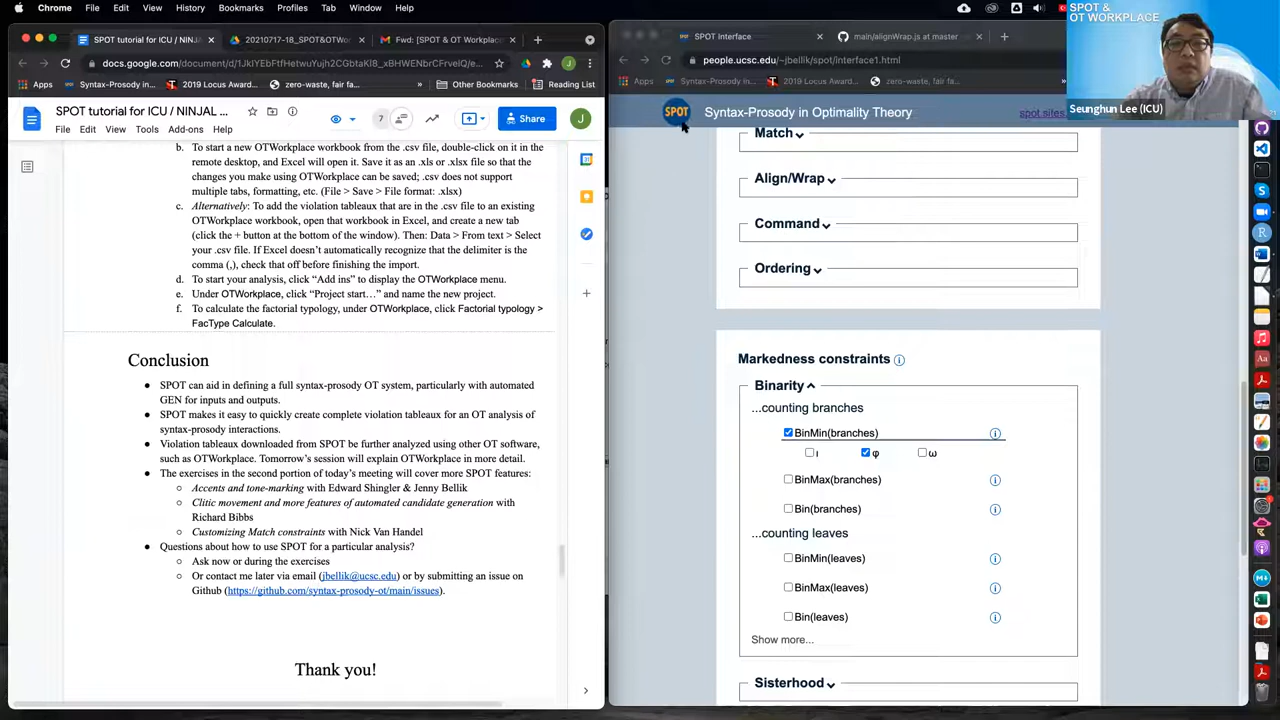 Chrome File Edit View History Bookmarks Profiles Tab Window Help
SPOT tutorial for ICU / NINJAL
20210717-18_SPOT&OTWo
Fwd: [SPOT & OT Workplace]
docs.google.com/document/d/1JkIYEbFtfHetwuYujh2CGbtaKI8_xBHWENbCrFveIQ/e...
Apps
Syntax-Prosody in...
2019 Locus Award...
zero-waste, fair fa...
Other Bookmarks
Reading List
SPOT tutorial for ICU / NINJAL ...
File Edit View Tools Add-ons Help
7
Share
J
b. To start a new OTWorkplace workbook from the .csv file, double-click on it in the
remote desktop, and Excel will open it. Save it as an .xls or .xlsx file so that the
changes you make using OTWorkplace can be saved; .csv does not support
multiple tabs, formatting, etc. (File > Save > File format: .xlsx)
c. Alternatively: To add the violation tableaux that are in the .csv file to an existing
OTWorkplace workbook, open that workbook in Excel, and create a new tab
(click the + button at the bottom of the window). Then: Data > From text > Select
your .csv file. If Excel doesn't automatically recognize that the delimiter is the
comma (,), check that off before finishing the import.
d. To start your analysis, click "Add ins" to display the OTWorkplace menu.
e. Under OTWorkplace, click "Project start…" and name the new project.
f. To calculate the factorial typology, under OTWorkplace, click Factorial typology >
FacType Calculate.
Conclusion
● SPOT can aid in defining a full syntax-prosody OT system, particularly with automated
GEN for inputs and outputs.
● SPOT makes it easy to quickly create complete violation tableaux for an OT analysis of
syntax-prosody interactions.
● Violation tableaux downloaded from SPOT be further analyzed using other OT software,
such as OTWorkplace. Tomorrow's session will explain OTWorkplace in more detail.
● The exercises in the second portion of today's meeting will cover more SPOT features:
○ Accents and tone-marking with Edward Shingler & Jenny Bellik
○ Clitic movement and more features of automated candidate generation with
Richard Bibbs
○ Customizing Match constraints with Nick Van Handel
● Questions about how to use SPOT for a particular analysis?
○ Ask now or during the exercises
○ Or contact me later via email (jbellik@ucsc.edu) or by submitting an issue on
Github (https://github.com/syntax-prosody-ot/main/issues).
Thank you!
SPOT Interface
main/alignWrap.js at master
people.ucsc.edu/~jbellik/spot/interface1.html
Apps
Syntax-Prosody in...
2019 Locus Award...
zero-waste, fair fa...
SPOT
Syntax-Prosody in Optimality Theory
spot.sites
Match
Align/Wrap
Command
Ordering
Markedness constraints
Binarity
...counting branches
BinMin(branches)
ι φ ω
BinMax(branches)
Bin(branches)
...counting leaves
BinMin(leaves)
BinMax(leaves)
Bin(leaves)
Show more...
Sisterhood
SPOT &
OT WORKPLACE
Seunghun Lee (ICU)